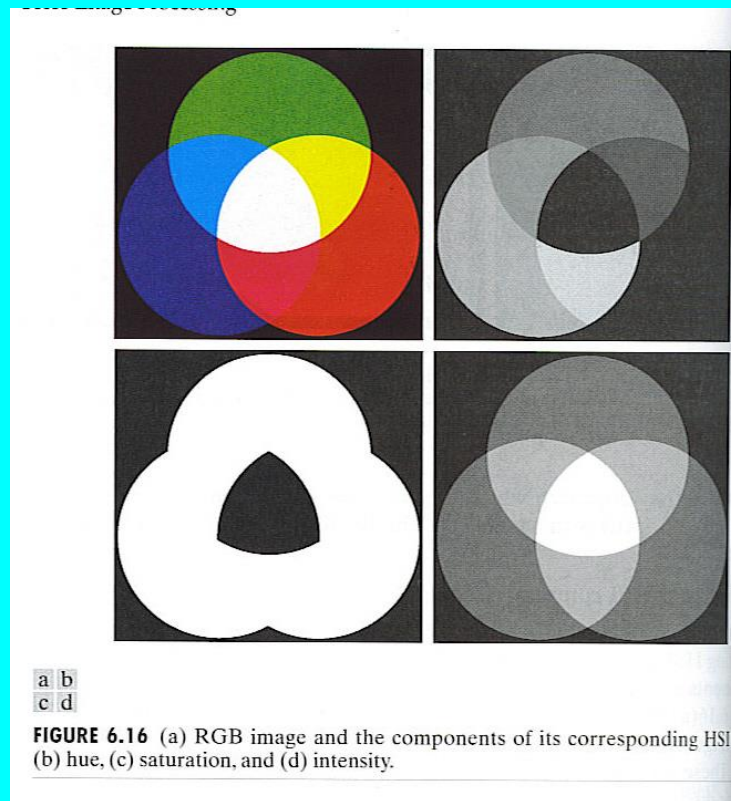 a b
c d
FIGURE 6.16 (a) RGB image and the components of its corresponding HSI
(b) hue, (c) saturation, and (d) intensity.